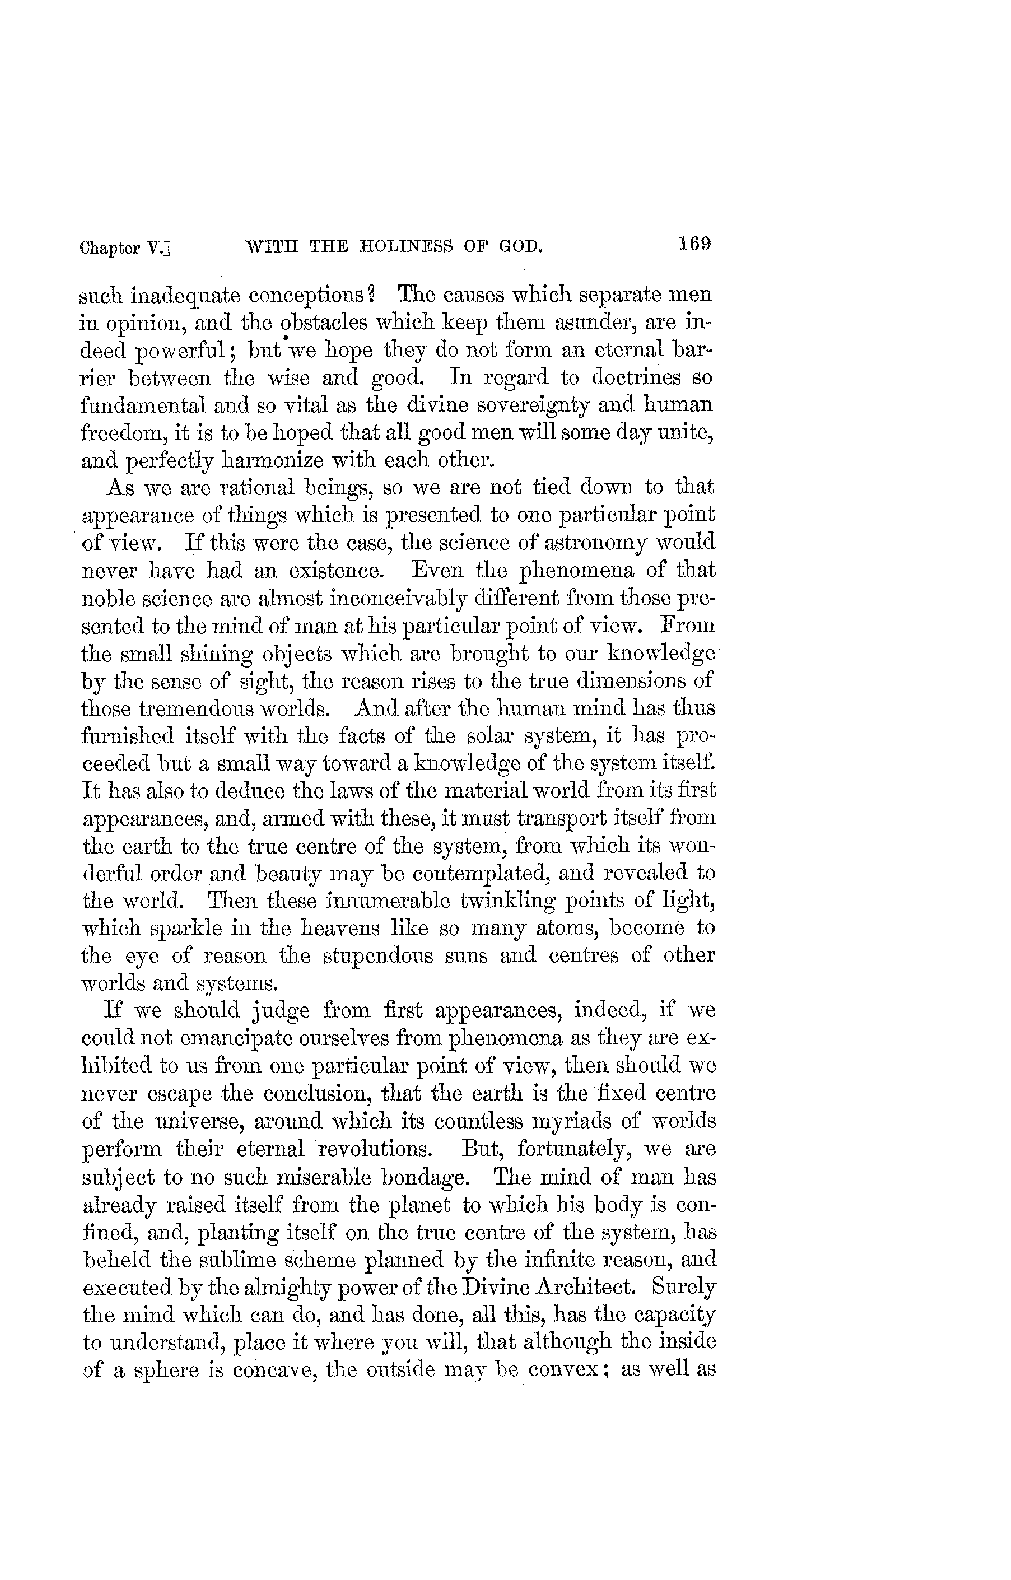 Chapter V.] WITH THE HOLINESS OF GOD. 169
such inadequate conceptions? The causes which separate men
in opinion, and the obstacles which keep them asunder, are in-
deed powerful; but we hope they do not form an eternal bar-
rier between the wise and good. In regard to doctrines so
fundamental and so vital as the divine sovereignty and human
freedom, it is to be hoped that all good men will some day unite,
and perfectly harmonize with each other.
As we are rational beings, so we are not tied down to that
appearance of things which is presented to one particular point
of view. If this were the case, the science of astronomy would
never have had an existence. Even the phenomena of that
noble science are almost inconceivably different from those pre-
sented to the mind of man at his particular point of view. From
the small shining objects which are brought to our knowledge
by the sense of sight, the reason rises to the true dimensions of
those tremendous worlds. And after the human mind has thus
furnished itself with the facts of the solar system, it has pro-
ceeded but a small way toward a knowledge of the system itself.
It has also to deduce the laws of the material world from its first
appearances, and, armed with these, it must transport itself from
the earth to the true centre of the system, from which its won-
derful order and beauty may be contemplated, and revealed to
the world. Then these innumerable twinkling points of light,
which sparkle in the heavens like so many atoms, become to
the eye of reason the stupendous suns and centres of other
worlds and systems.
If we should judge from first appearances, indeed, if we
could not emancipate ourselves from phenomena as they are ex-
hibited to us from one particular point of view, then should we
never escape the conclusion, that the earth is the fixed centre
of the universe, around which its countless myriads of worlds
perform their eternal revolutions. But, fortunately, we are
subject to no such miserable bondage. The mind of man has
already raised itself from the planet to which his body is con-
fined, and, planting itself on the true centre of the system, has
beheld the sublime scheme planned by the infinite reason, and
executed by the almighty power of the Divine Architect. Surely
the mind which can do, and has done, all this, has the capacity
to understand, place it where you will, that although the inside
of a sphere is concave, the outside may be convex; as well as